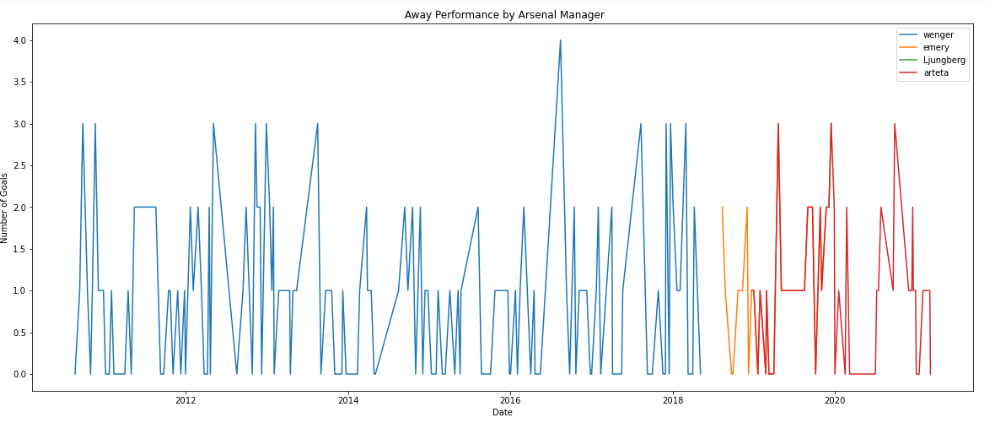 Away Performance by Arsenal Manager
wenger
emery
Ljungberg
arteta
Number of Goals
4.0
3.5
3.0
2.5
2.0
1.5
1.0
0.5
0.0
2012
2014
2016
2018
2020
Date